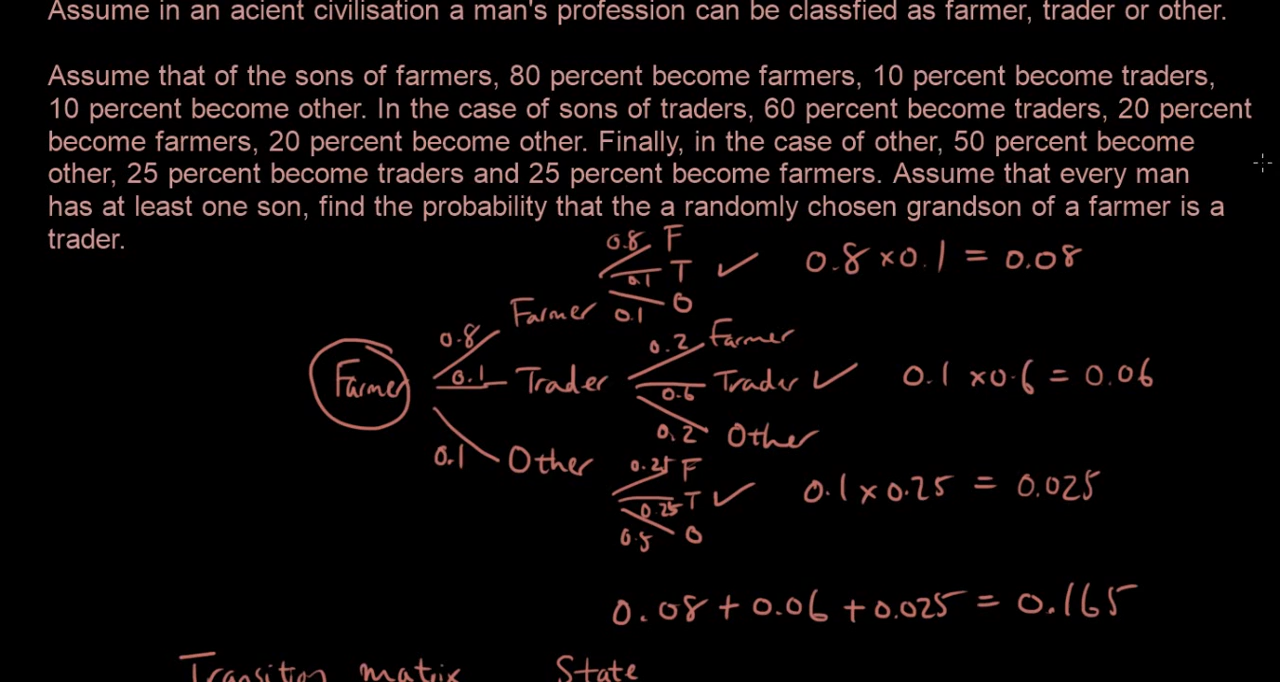 Assume in an acient civilisation a man's profession can be classfied as farmer, trader or other.
Assume that of the sons of farmers, 80 percent become farmers, 10 percent become traders,
10 percent become other. In the case of sons of traders, 60 percent become traders, 20 percent
become farmers, 20 percent become other. Finally, in the case of other, 50 percent become
other, 25 percent become traders and 25 percent become farmers. Assume that every man
has at least one son, find the probability that the a randomly chosen grandson of a farmer is a
trader.
0.8 F
0.1 T ✓ 0.8 × 0.1 = 0.08
0.1 O
0.8 Farmer
0.2 Farmer
Farmer 0.1 Trader 0.6 Trader ✓ 0.1 × 0.6 = 0.06
0.2 Other
0.1 Other
0.25 F
0.25 T ✓ 0.1 × 0.25 = 0.025
0.5 O
0.08 + 0.06 + 0.025 = 0.165
Transition matrix State